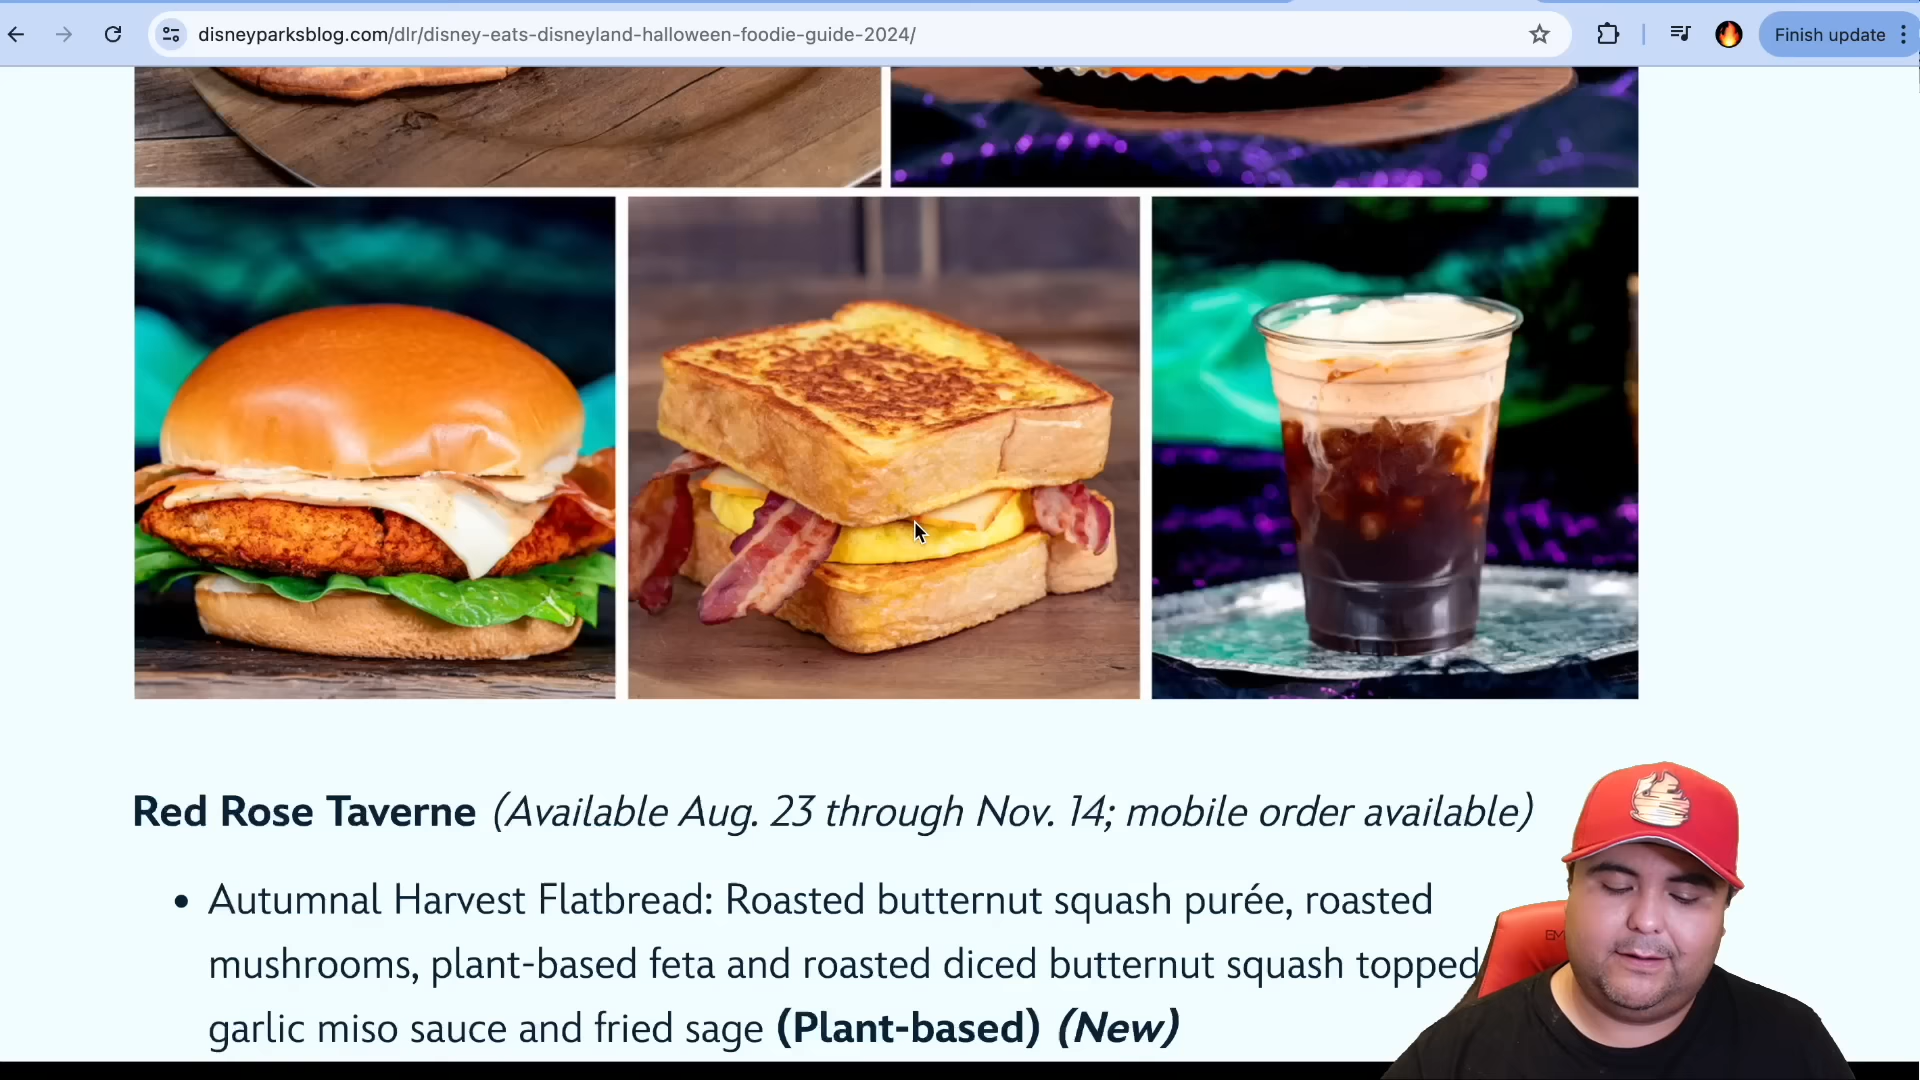 disneyparksblog.com/dlr/disney-eats-disneyland-halloween-foodie-guide-2024/
Finish update
Red Rose Taverne (Available Aug. 23 through Nov. 14; mobile order available)
• Autumnal Harvest Flatbread: Roasted butternut squash purée, roasted
mushrooms, plant-based feta and roasted diced butternut squash topped
garlic miso sauce and fried sage (Plant-based) (New)